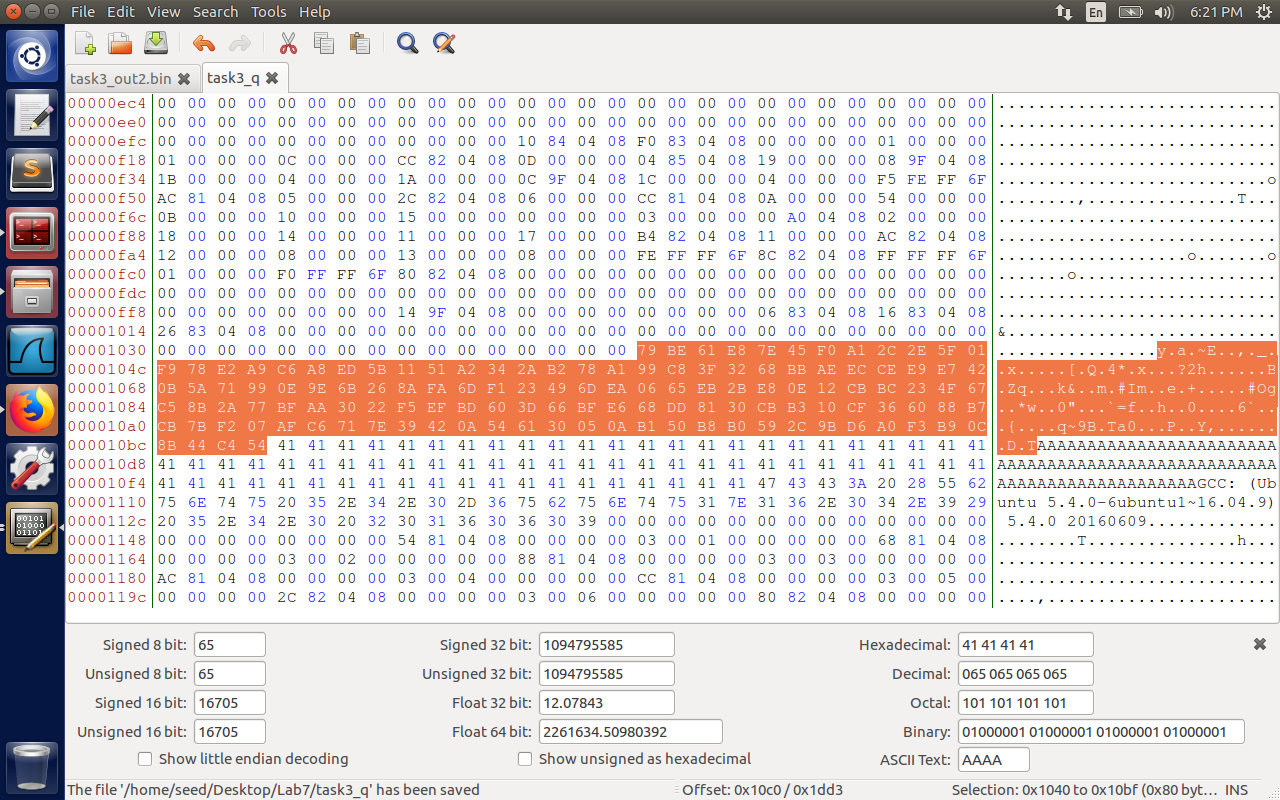 File Edit View Search Tools Help
En 6:21 PM
task3_out2.bin task3_q
00000ec4 00 00 00 00 00 00 00 00 00 00 00 00 00 00 00 00 00 00 00 00 00 00 00 00 00 00 00 00 ............................
00000ee0 00 00 00 00 00 00 00 00 00 00 00 00 00 00 00 00 00 00 00 00 00 00 00 00 00 00 00 00 ............................
00000efc 00 00 00 00 00 00 00 00 00 00 00 00 10 84 04 08 F0 83 04 08 00 00 00 00 01 00 00 00 ............................
00000f18 01 00 00 00 0C 00 00 00 CC 82 04 08 0D 00 00 00 04 85 04 08 19 00 00 00 08 9F 04 08 ............................
00000f34 1B 00 00 00 04 00 00 00 1A 00 00 00 0C 9F 04 08 1C 00 00 00 04 00 00 00 F5 FE FF 6F ...........................o
00000f50 AC 81 04 08 05 00 00 00 2C 82 04 08 06 00 00 00 CC 81 04 08 0A 00 00 00 54 00 00 00 ........,...............T...
00000f6c 0B 00 00 00 10 00 00 00 15 00 00 00 00 00 00 00 03 00 00 00 00 A0 04 08 02 00 00 00 ............................
00000f88 18 00 00 00 14 00 00 00 11 00 00 00 17 00 00 00 B4 82 04 08 11 00 00 00 AC 82 04 08 ............................
00000fa4 12 00 00 00 08 00 00 00 13 00 00 00 08 00 00 00 FE FF FF 6F 8C 82 04 08 FF FF FF 6F ...................o.......o
00000fc0 01 00 00 00 F0 FF FF 6F 80 82 04 08 00 00 00 00 00 00 00 00 00 00 00 00 00 00 00 00 .......o....................
00000fdc 00 00 00 00 00 00 00 00 00 00 00 00 00 00 00 00 00 00 00 00 00 00 00 00 00 00 00 00 ............................
00000ff8 00 00 00 00 00 00 00 00 14 9F 04 08 00 00 00 00 00 00 00 00 06 83 04 08 16 83 04 08 ............................
00001014 26 83 04 08 00 00 00 00 00 00 00 00 00 00 00 00 00 00 00 00 00 00 00 00 00 00 00 00 &...........................
00001030 00 00 00 00 00 00 00 00 00 00 00 00 00 00 00 00 79 BE 61 E8 7E 45 F0 A1 2C 2E 5F 01 ................y.a.~E..,._.
0000104c F9 78 E2 A9 C6 A8 ED 5B 11 51 A2 34 2A B2 78 A1 99 C8 3F 32 68 BB AE EC CE E9 E7 42 .x.....[.Q.4*.x...?2h......B
00001068 0B 5A 71 99 0E 9E 6B 26 8A FA 6D F1 23 49 6D EA 06 65 EB 2B E8 0E 12 CB BC 23 4F 67 .Zq...k&..m.#Im..e.+.....#Og
00001084 C5 8B 2A 77 BF AA 30 22 F5 EF BD 60 3D 66 BF E6 68 DD 81 30 CB B3 10 CF 36 60 88 B7 ..*w..0"...`=f..h..0....6`..
000010a0 CB 7B F2 07 AF C6 71 7E 39 42 0A 54 61 30 05 0A B1 50 B8 B0 59 2C 9B D6 A0 F3 B9 0C .{....q~9B.Ta0...P..Y,......
000010bc 8B 44 C4 54 41 41 41 41 41 41 41 41 41 41 41 41 41 41 41 41 41 41 41 41 41 41 41 41 .D.TAAAAAAAAAAAAAAAAAAAAAAAA
000010d8 41 41 41 41 41 41 41 41 41 41 41 41 41 41 41 41 41 41 41 41 41 41 41 41 41 41 41 41 AAAAAAAAAAAAAAAAAAAAAAAAAAAA
000010f4 41 41 41 41 41 41 41 41 41 41 41 41 41 41 41 41 41 41 41 41 47 43 43 3A 20 28 55 62 AAAAAAAAAAAAAAAAAAAAGCC: (Ub
00001110 75 6E 74 75 20 35 2E 34 2E 30 2D 36 75 62 75 6E 74 75 31 7E 31 36 2E 30 34 2E 39 29 untu 5.4.0-6ubuntu1~16.04.9)
0000112c 20 35 2E 34 2E 30 20 32 30 31 36 30 36 30 39 00 00 00 00 00 00 00 00 00 00 00 00 00  5.4.0 20160609.............
00001148 00 00 00 00 00 00 00 00 54 81 04 08 00 00 00 00 03 00 01 00 00 00 00 00 68 81 04 08 ........T...............h...
00001164 00 00 00 00 03 00 02 00 00 00 00 00 88 81 04 08 00 00 00 00 03 00 03 00 00 00 00 00 ............................
00001180 AC 81 04 08 00 00 00 00 03 00 04 00 00 00 00 00 CC 81 04 08 00 00 00 00 03 00 05 00 ............................
0000119c 00 00 00 00 2C 82 04 08 00 00 00 00 03 00 06 00 00 00 00 00 80 82 04 08 00 00 00 00 ....,.......................
Signed 8 bit: 65 Signed 32 bit: 1094795585 Hexadecimal: 41 41 41 41
Unsigned 8 bit: 65 Unsigned 32 bit: 1094795585 Decimal: 065 065 065 065
Signed 16 bit: 16705 Float 32 bit: 12.07843 Octal: 101 101 101 101
Unsigned 16 bit: 16705 Float 64 bit: 2261634.50980392 Binary: 01000001 01000001 01000001 01000001
Show little endian decoding Show unsigned as hexadecimal ASCII Text: AAAA
The file '/home/seed/Desktop/Lab7/task3_q' has been saved Offset: 0x10c0 / 0x1dd3 Selection: 0x1040 to 0x10bf (0x80 byt... INS